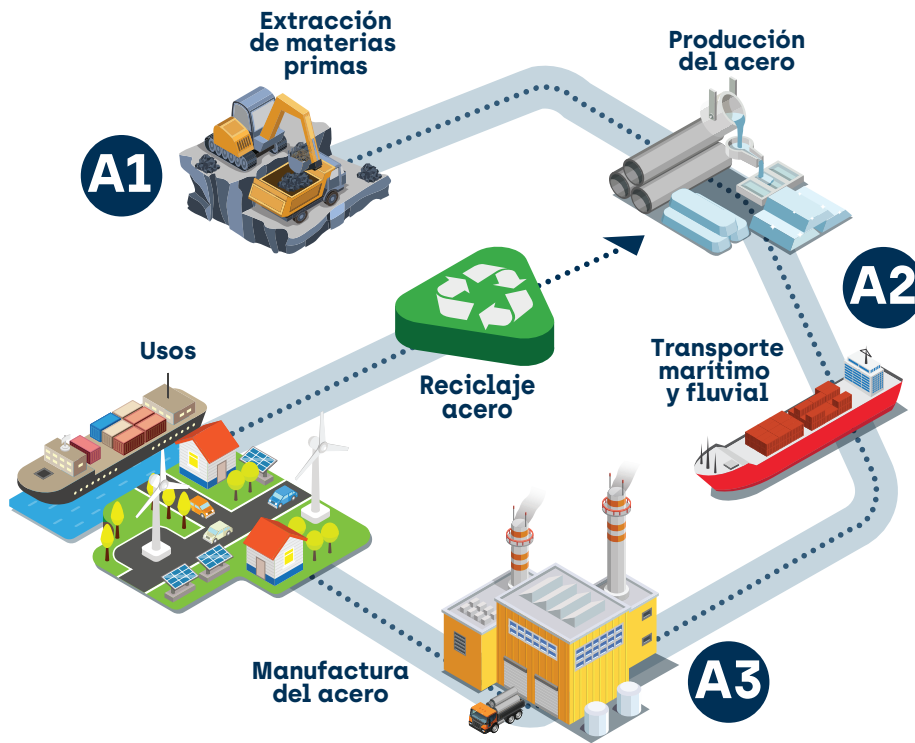 Extracción
de materias
primas
A1
Producción
del acero
A2
Transporte
marítimo
y fluvial
Usos
Reciclaje
acero
Manufactura
del acero
A3